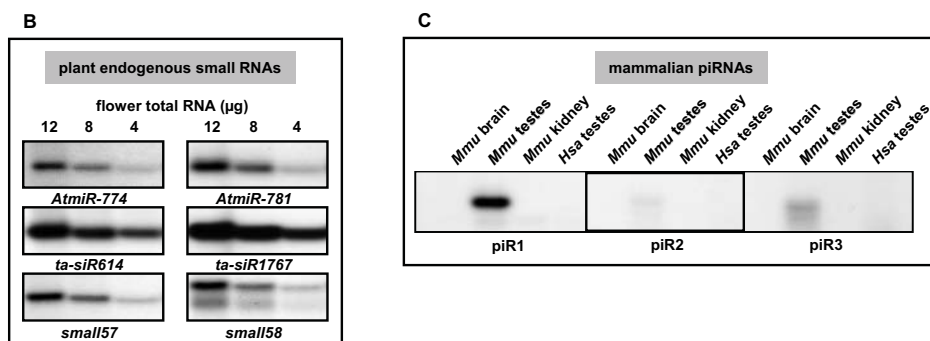 B
plant endogenous small RNAs
flower total RNA (µg)
12 8 4 12 8 4
AtmiR-774 AtmiR-781
ta-siR614 ta-siR1767
small57 small58
C
mammalian piRNAs
Mmu brain Mmu testes Mmu kidney Hsa testes Mmu brain Mmu testes Mmu kidney Hsa testes Mmu brain Mmu testes Mmu kidney Hsa testes
piR1 piR2 piR3